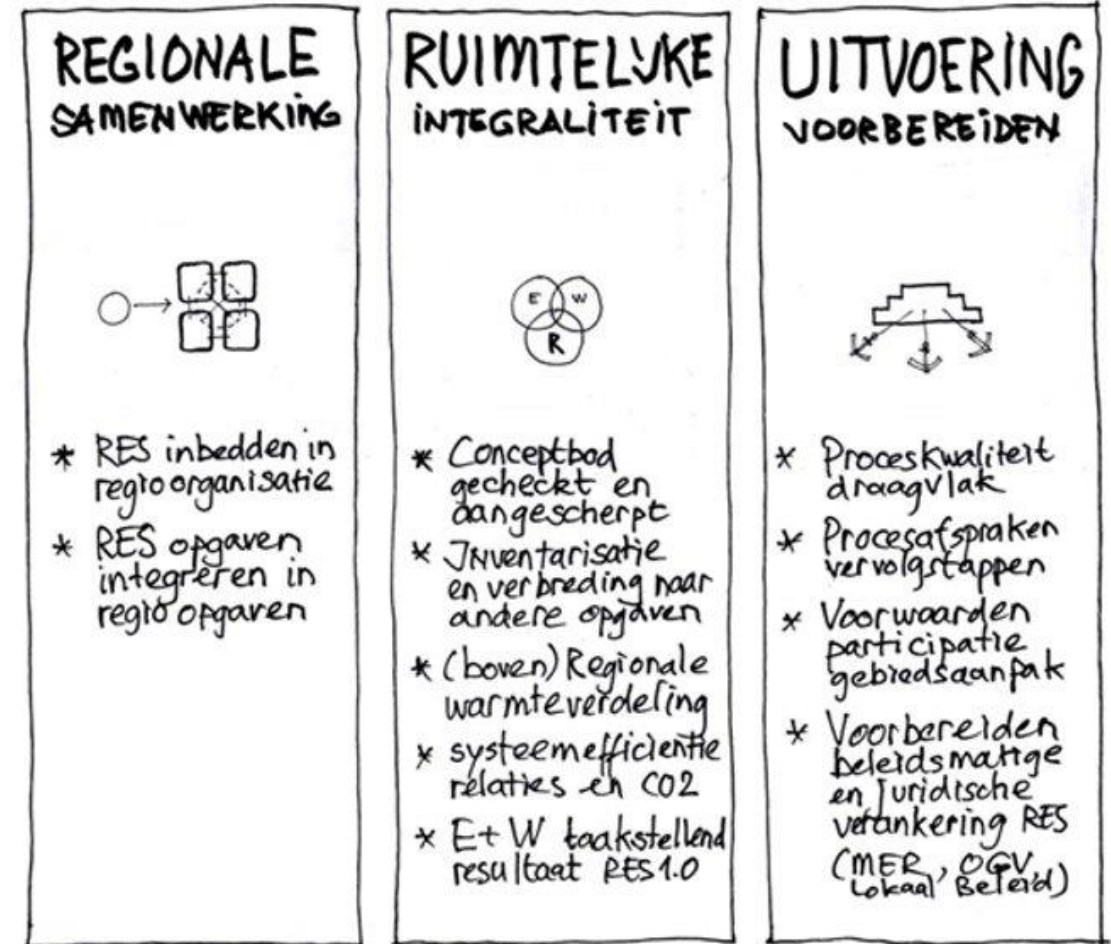 REGIONALE
SAMENWERKING
* RES inbedden in
regioorganisatie
* RES opgaven
integreren in
regio opgaven
RUIMTELIJKE
INTEGRALITEIT
E W
R
* Conceptbod
gecheckt en
aangescherpt
* INventarisatie
en verbreding naar
andere opgaven
* (boven) Regionale
warmteverdeling
* systeemefficientie
relaties en CO2
* E+W taakstellend
resultaat RES 1.0
UITVOERING
VOORBEREIDEN
* Proceskwaliteit
draagvlak
* Procesafspraken
vervolgstappen
* Voorwaarden
participatie
gebiedsaanpak
* Voorbereiden
beleidsmatige
en Juridische
verankering RES
(MER, OGV,
Lokaal Beleid)